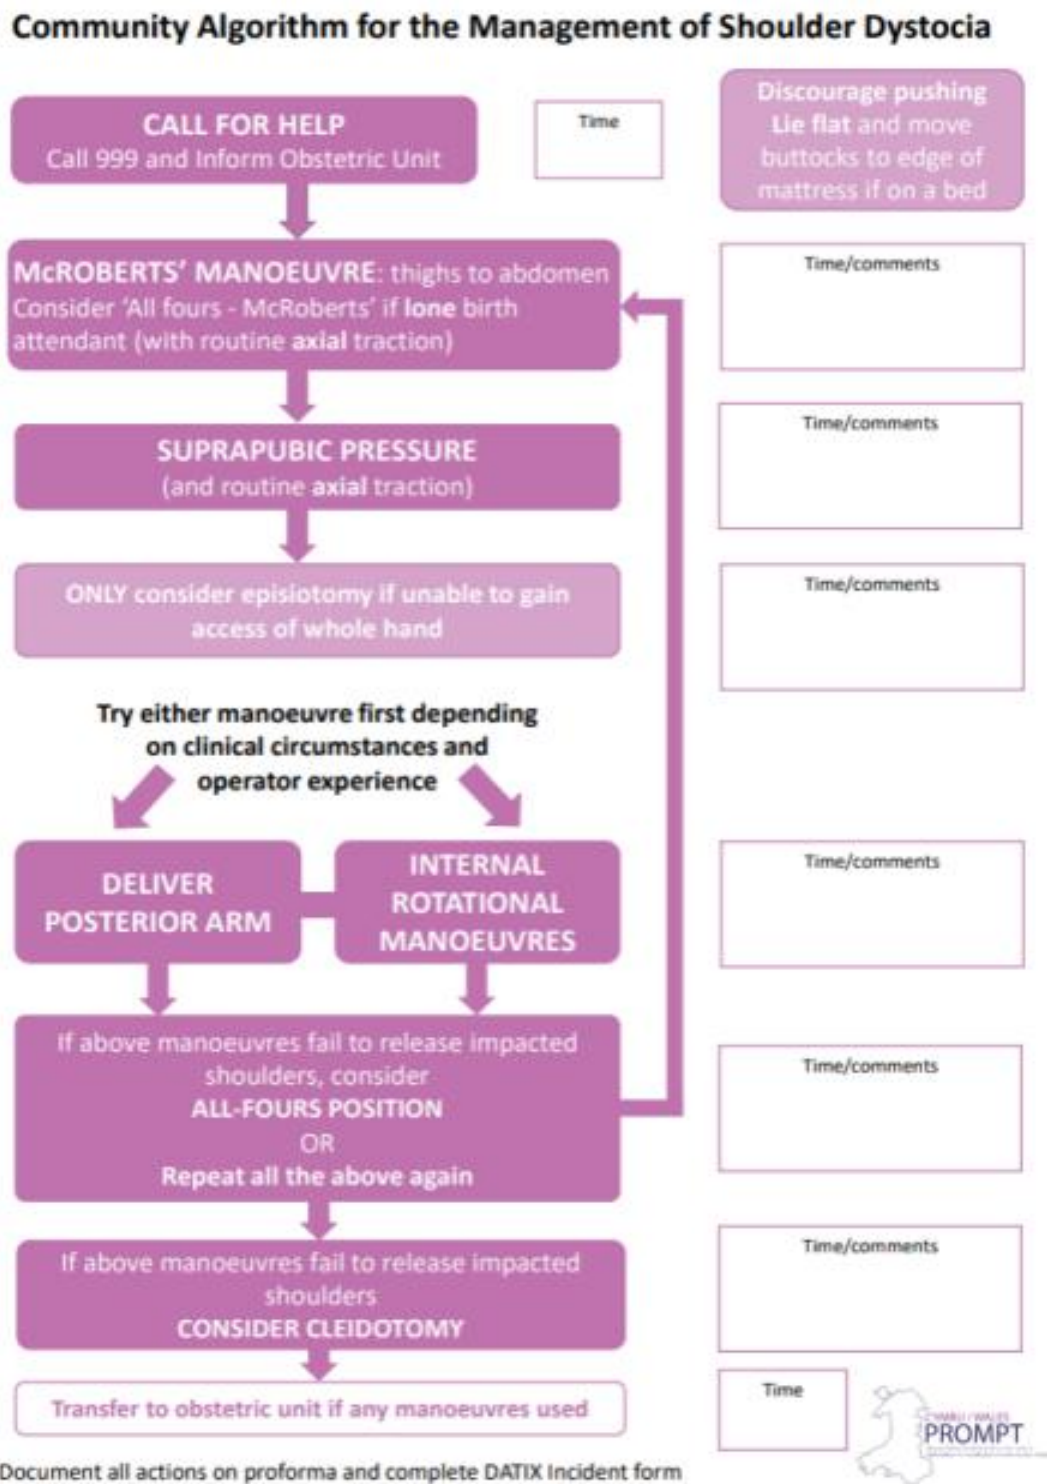 Community Algorithm for the Management of Shoulder Dystocia
CALL FOR HELP
Call 999 and Inform Obstetric Unit
Time
Discourage pushing
Lie flat and move
buttocks to edge of
mattress if on a bed
McROBERTS' MANOEUVRE: thighs to abdomen
Consider 'All fours - McRoberts' if lone birth
attendant (with routine axial traction)
Time/comments
SUPRAPUBIC PRESSURE
(and routine axial traction)
Time/comments
ONLY consider episiotomy if unable to gain
access of whole hand
Time/comments
Try either manoeuvre first depending
on clinical circumstances and
operator experience
DELIVER
POSTERIOR ARM
INTERNAL
ROTATIONAL
MANOEUVRES
Time/comments
If above manoeuvres fail to release impacted
shoulders, consider
ALL-FOURS POSITION
OR
Repeat all the above again
Time/comments
If above manoeuvres fail to release impacted
shoulders
CONSIDER CLEIDOTOMY
Time/comments
Transfer to obstetric unit if any manoeuvres used
Time
CYMRU / WALES
PROMPT
Document all actions on proforma and complete DATIX Incident form